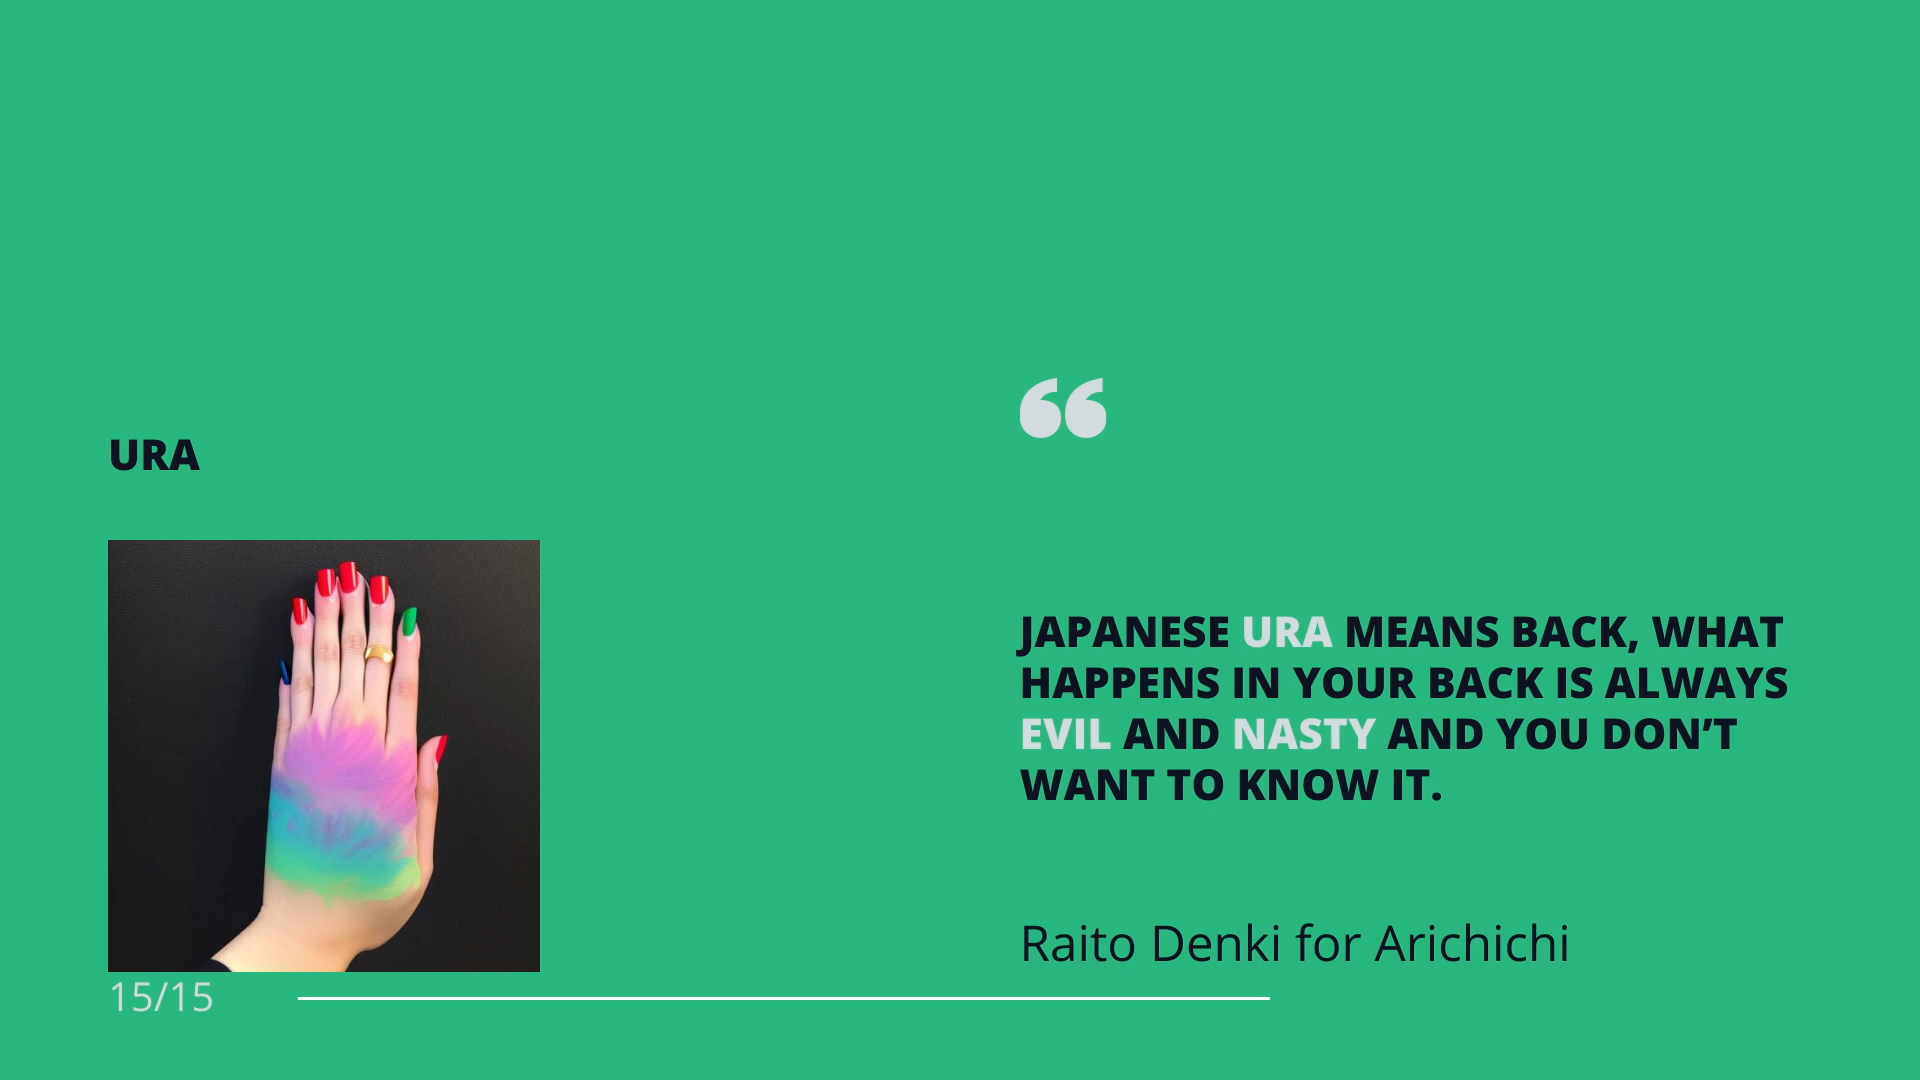 URA
15/15
“
JAPANESE URA MEANS BACK, WHAT
HAPPENS IN YOUR BACK IS ALWAYS
EVIL AND NASTY AND YOU DON’T
WANT TO KNOW IT.
Raito Denki for Arichichi